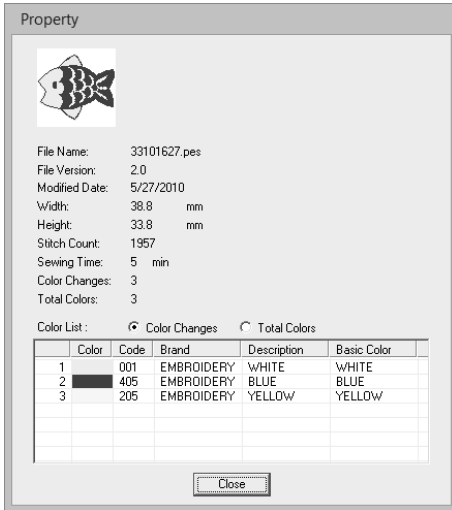 Property
File Name: 33101627.pes
File Version: 2.0
Modified Date: 5/27/2010
Width: 38.8 mm
Height: 33.8 mm
Stitch Count: 1957
Sewing Time: 5 min
Color Changes: 3
Total Colors: 3
Color List : Color Changes Total Colors
Color Code Brand Description Basic Color
1 001 EMBROIDERY WHITE WHITE
2 405 EMBROIDERY BLUE BLUE
3 205 EMBROIDERY YELLOW YELLOW
Close